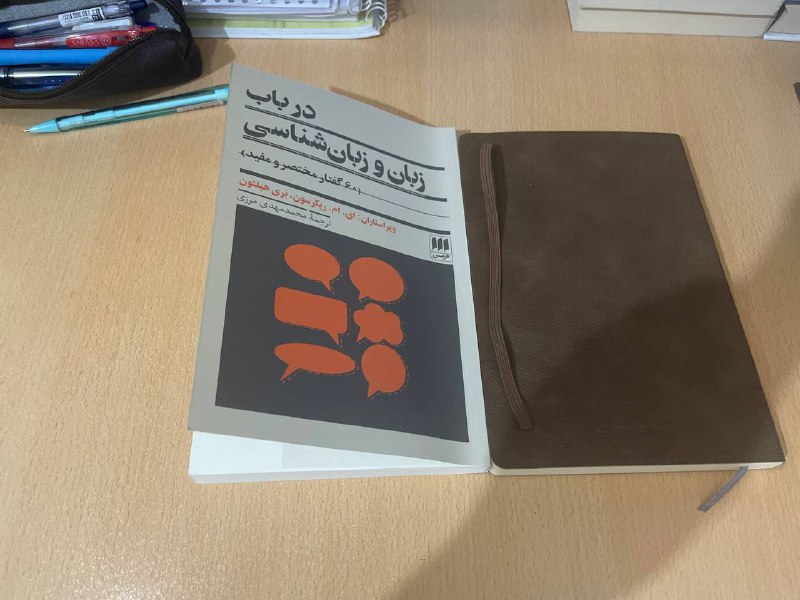 در باب
زبان و زبان‌شناسی
(۶۰ گفتار مختصر و مفید)
ویراستاران: ای. ام. ریگرسون، بری هیلتون
ترجمهٔ محمدمهدی مرزی
هرمس
SARASA